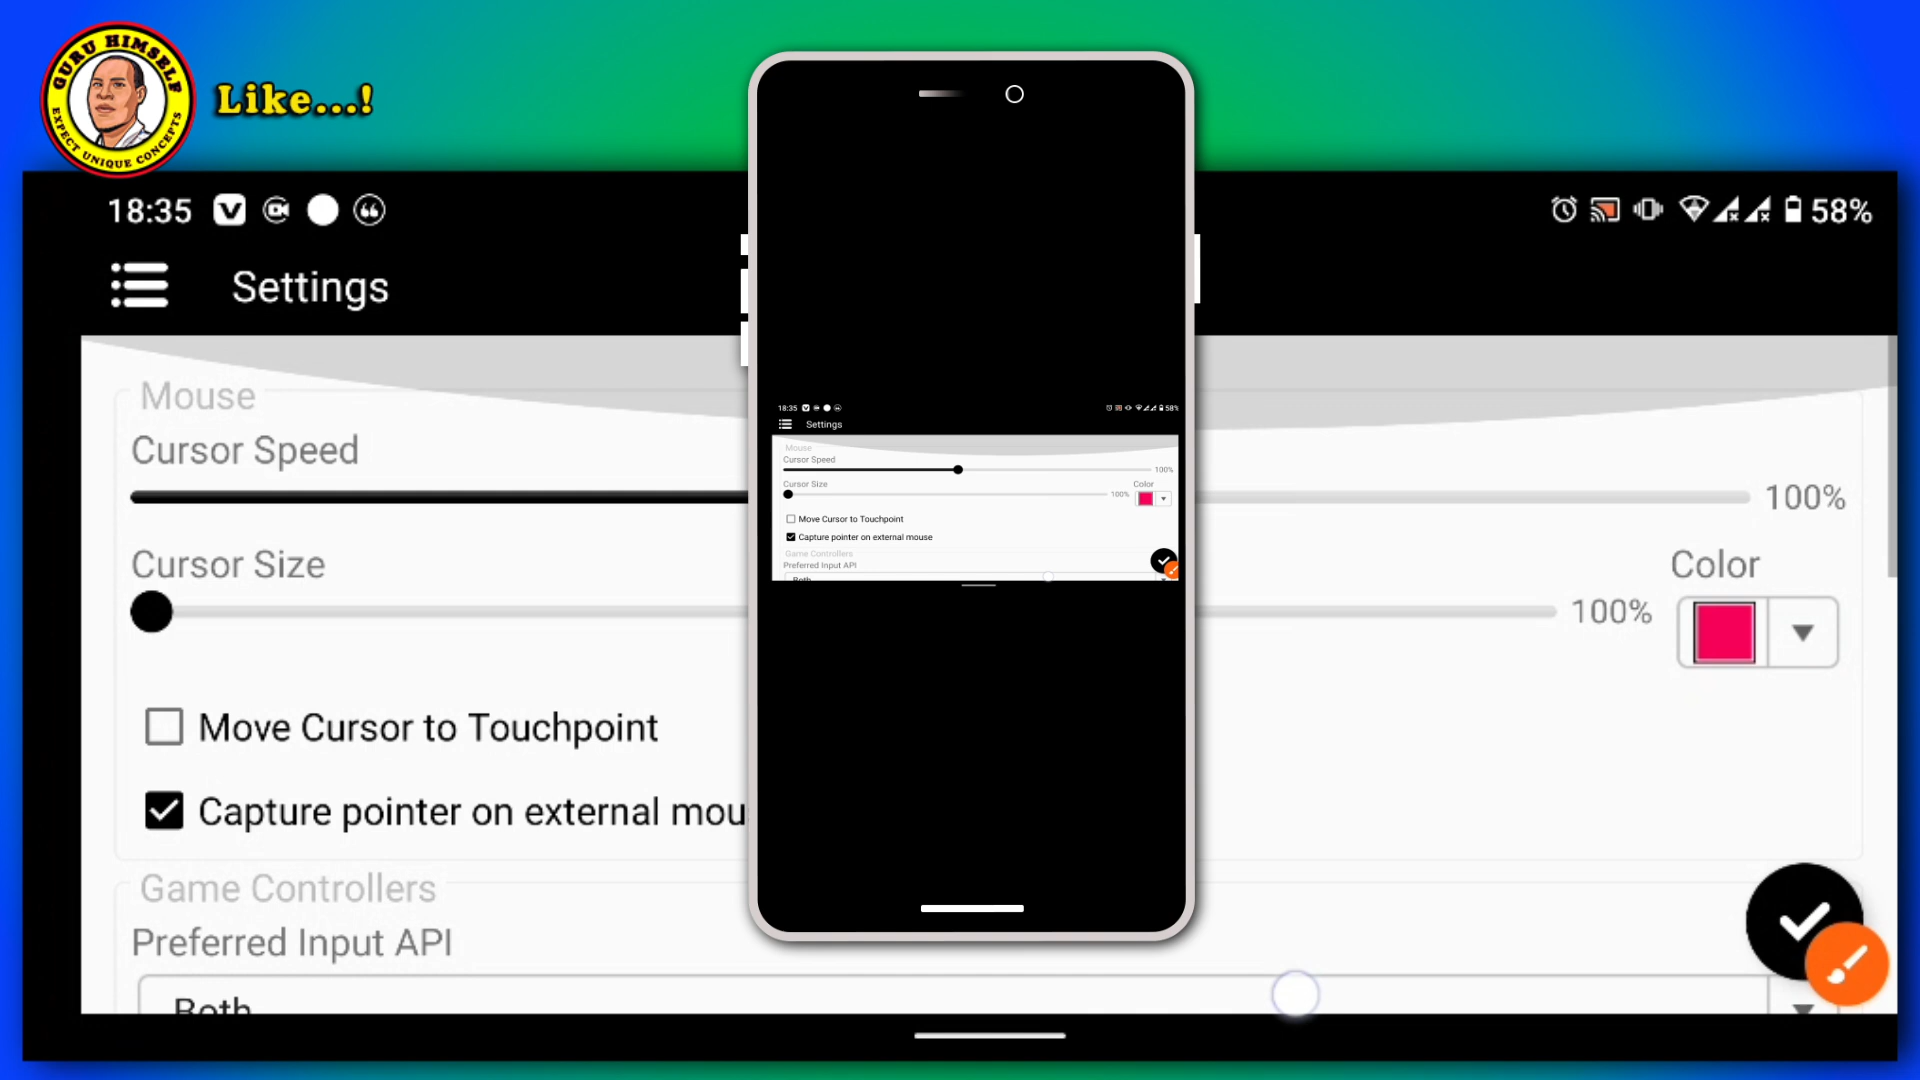 GURU HIMSELF
EXPECT UNIQUE CONCEPTS
Like...!
18:35
58%
Settings
Mouse
Cursor Speed
100%
Cursor Size
100%
Color
Move Cursor to Touchpoint
Capture pointer on external mou
Game Controllers
Preferred Input API
Both
18:35
58%
Settings
Mouse
Cursor Speed
100%
Cursor Size
100%
Color
Move Cursor to Touchpoint
Capture pointer on external mouse
Game Controllers
Preferred Input API
Both